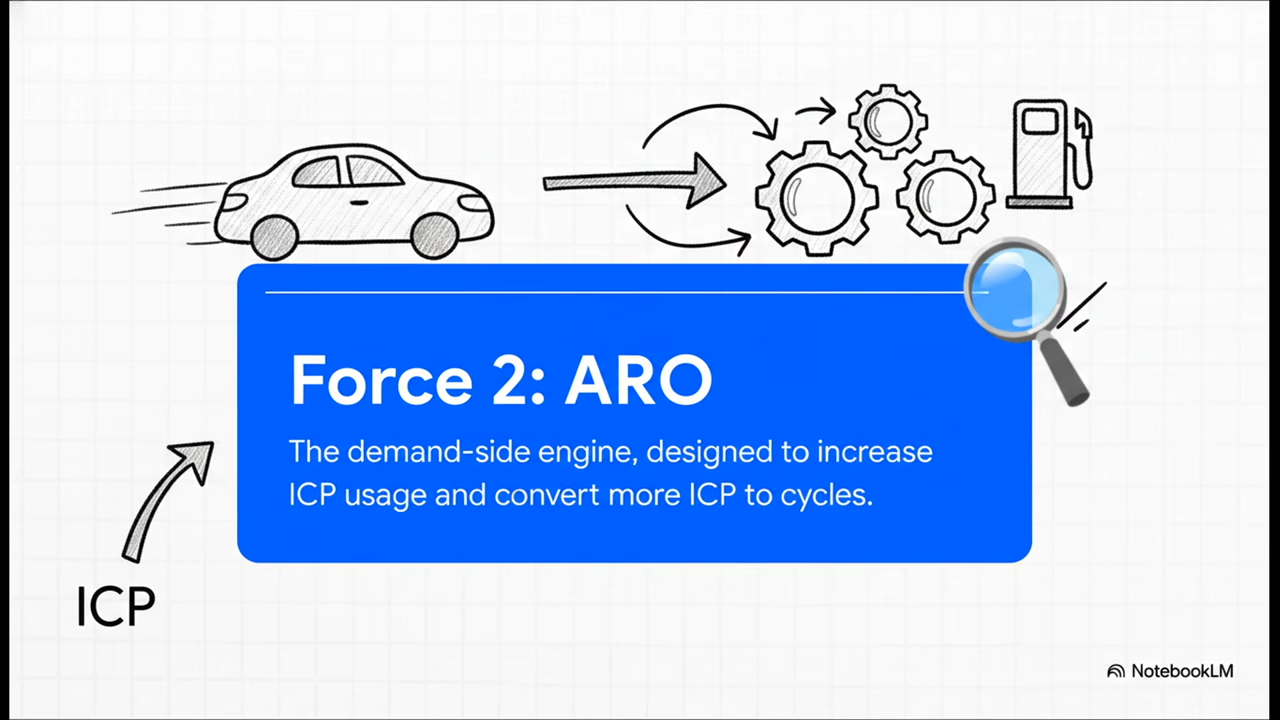 Force 2: ARO
The demand-side engine, designed to increase
ICP usage and convert more ICP to cycles.
ICP
NotebookLM